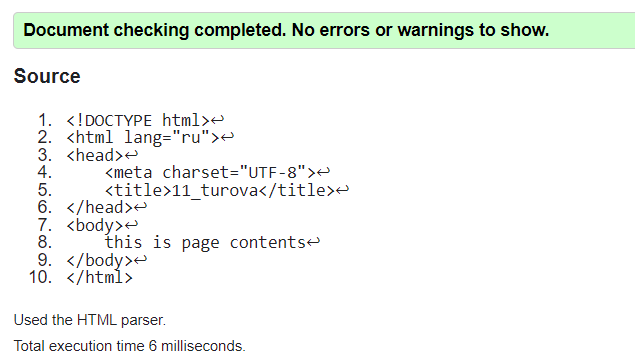 Document checking completed. No errors or warnings to show.
Source
1. <!DOCTYPE html>↩
2. <html lang="ru">↩
3. <head>↩
4.     <meta charset="UTF-8">↩
5.     <title>11_turova</title>↩
6. </head>↩
7. <body>↩
8.     this is page contents↩
9. </body>↩
10. </html>
Used the HTML parser.
Total execution time 6 milliseconds.